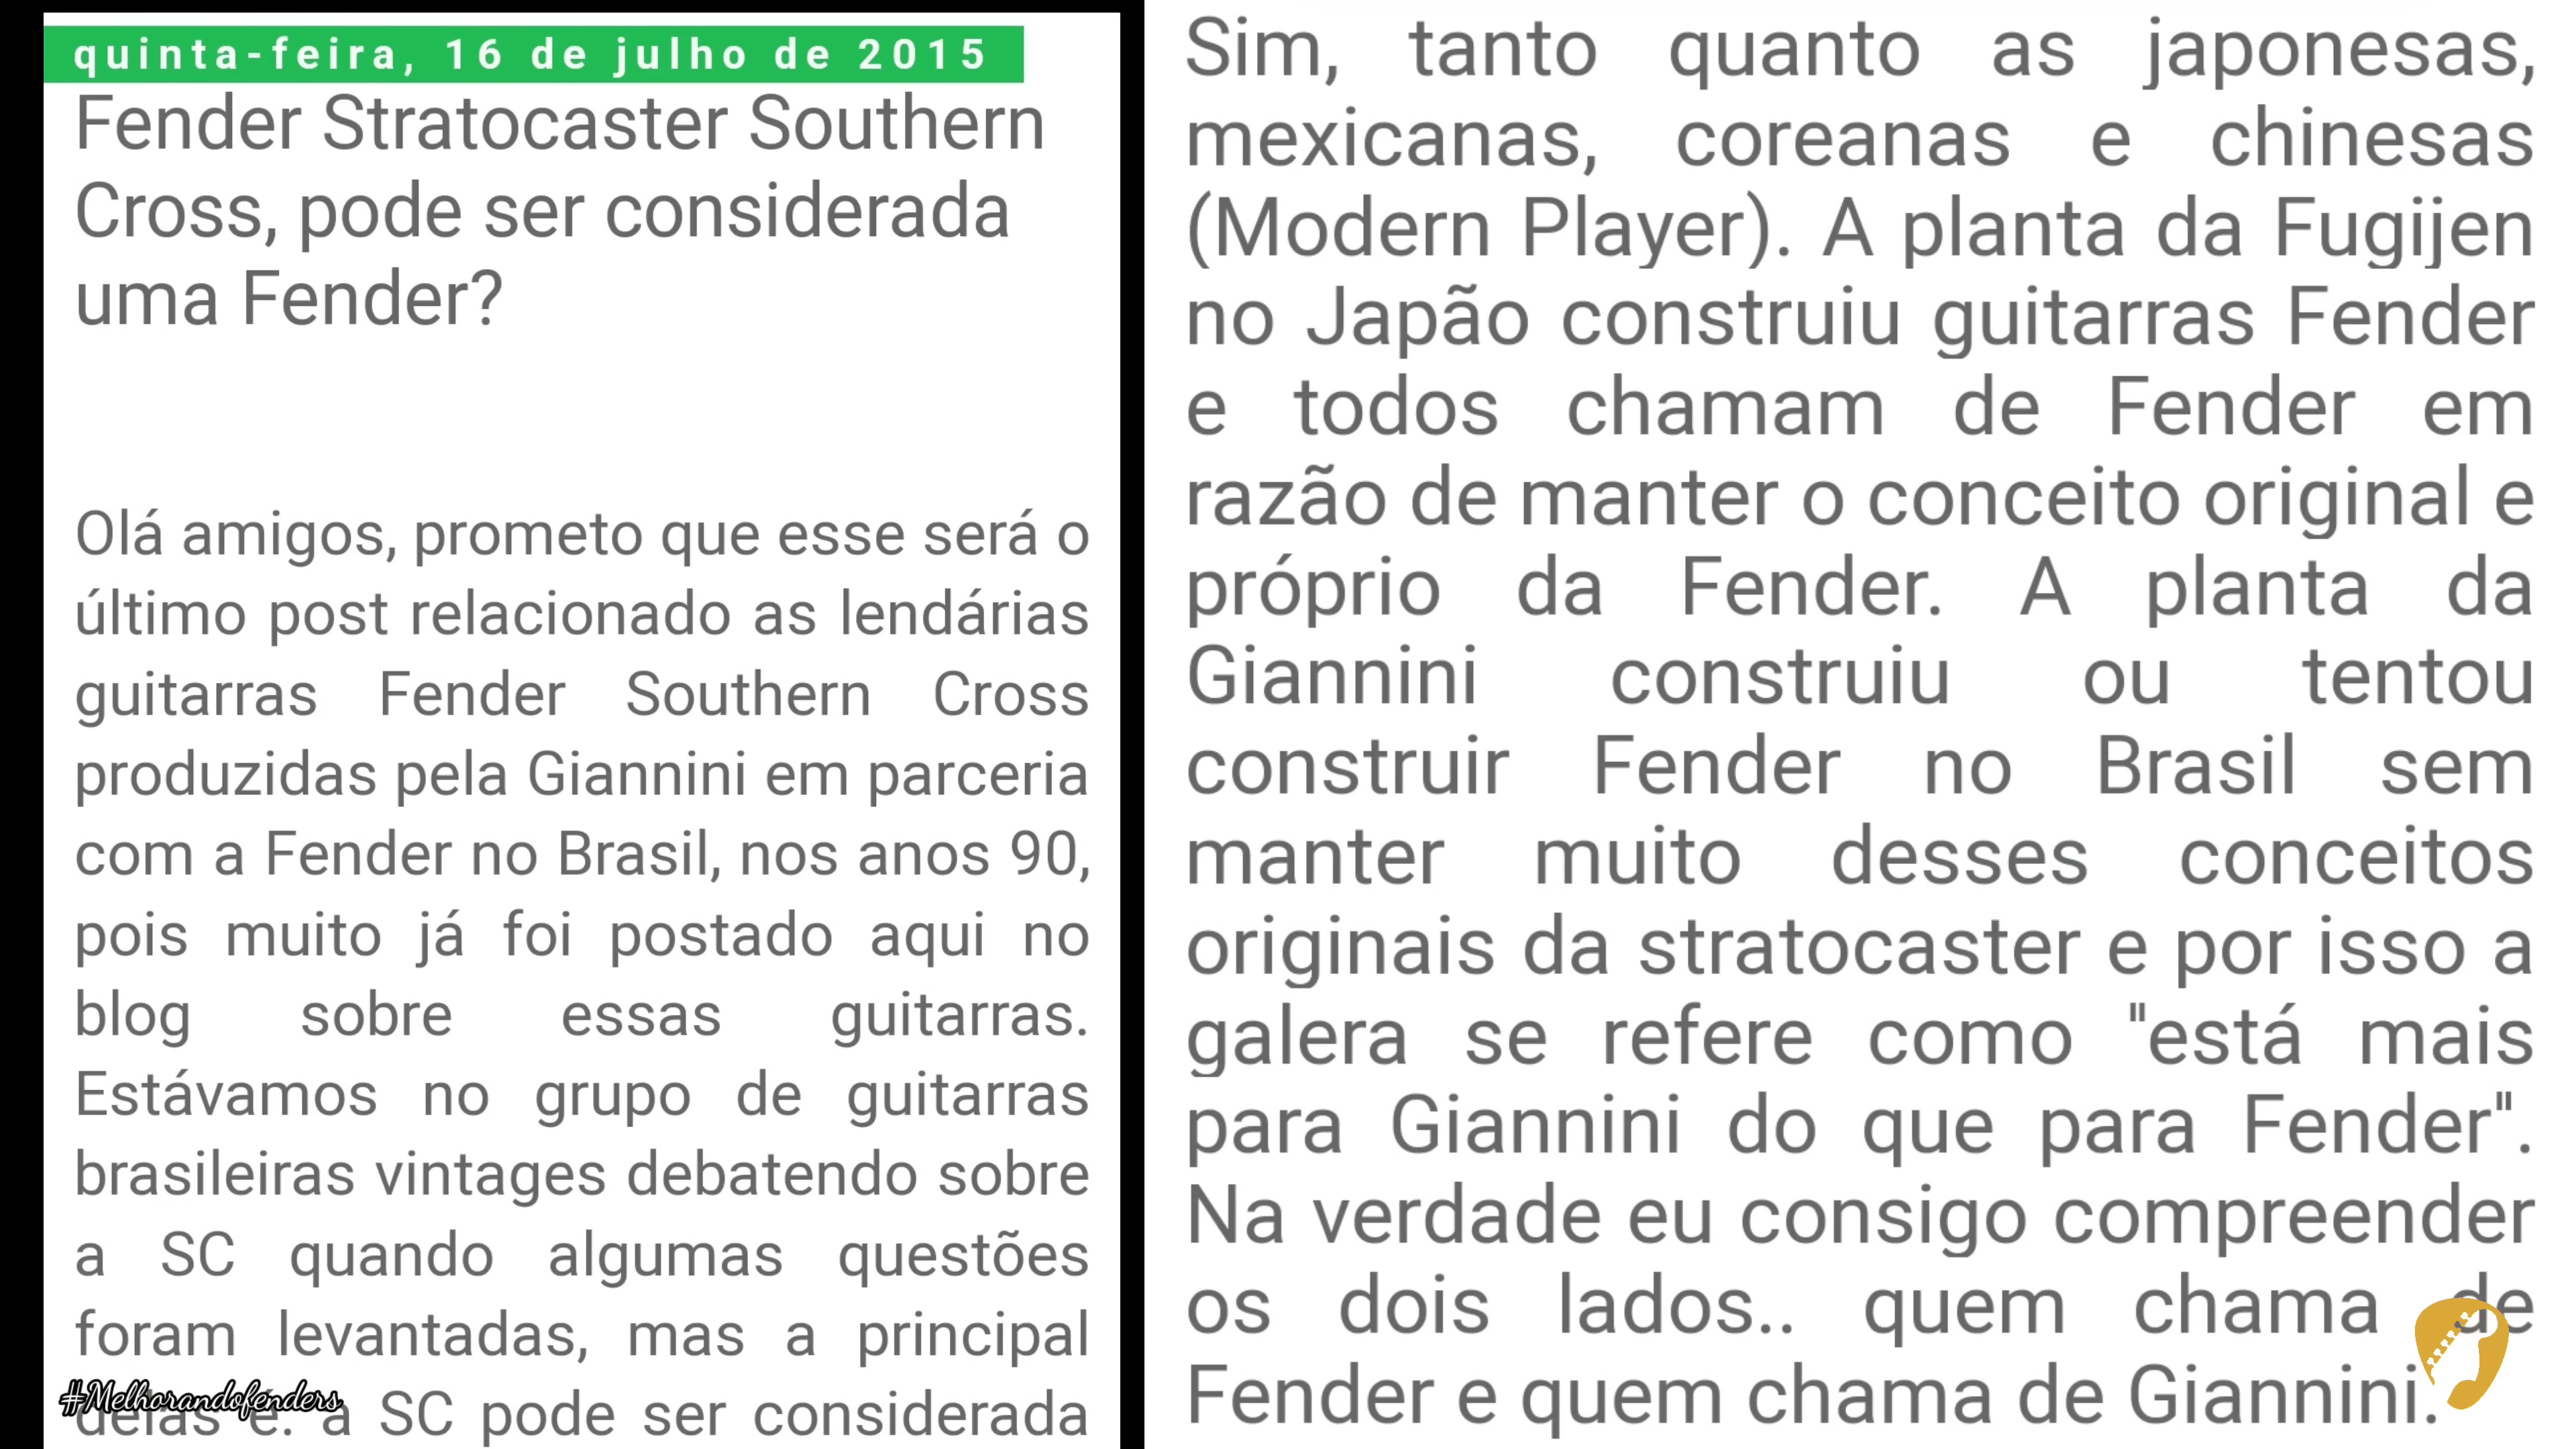 quinta-feira, 16 de julho de 2015
Fender Stratocaster Southern
Cross, pode ser considerada
uma Fender?
Olá amigos, prometo que esse será o
último post relacionado as lendárias
guitarras Fender Southern Cross
produzidas pela Giannini em parceria
com a Fender no Brasil, nos anos 90,
pois muito já foi postado aqui no
blog sobre essas guitarras.
Estávamos no grupo de guitarras
brasileiras vintages debatendo sobre
a SC quando algumas questões
foram levantadas, mas a principal
delas é: a SC pode ser considerada
#Melhorandofenders
Sim, tanto quanto as japonesas,
mexicanas, coreanas e chinesas
(Modern Player). A planta da Fugijen
no Japão construiu guitarras Fender
e todos chamam de Fender em
razão de manter o conceito original e
próprio da Fender. A planta da
Giannini construiu ou tentou
construir Fender no Brasil sem
manter muito desses conceitos
originais da stratocaster e por isso a
galera se refere como "está mais
para Giannini do que para Fender".
Na verdade eu consigo compreender
os dois lados.. quem chama de
Fender e quem chama de Giannini.